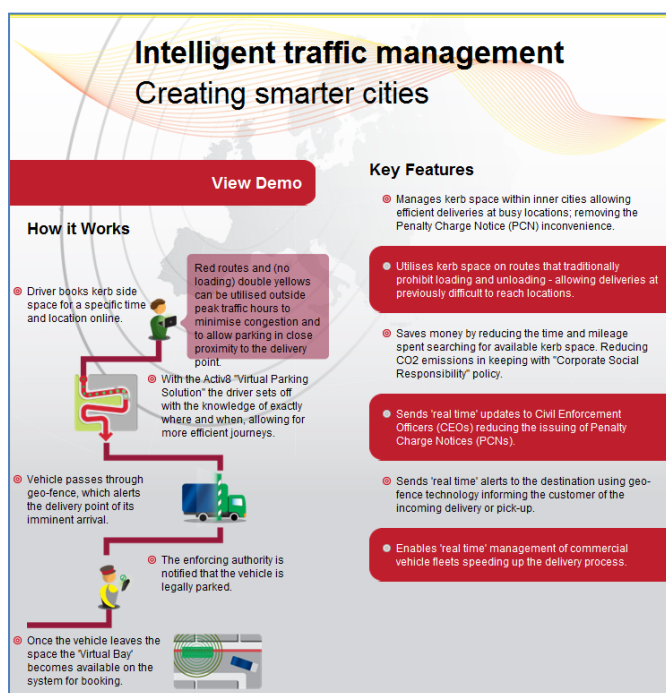 Intelligent traffic management
Creating smarter cities
View Demo
How it Works
Driver books kerb side
space for a specific time
and location online.
Red routes and (no
loading) double yellows
can be utilised outside
peak traffic hours to
minimise congestion and
to allow parking in close
proximity to the delivery
point.
With the Activ8 "Virtual Parking
Solution" the driver sets off
with the knowledge of exactly
where and when, allowing for
more efficient journeys.
Vehicle passes through
geo-fence, which alerts
the delivery point of its
imminent arrival.
The enforcing authority is
notified that the vehicle is
legally parked.
Once the vehicle leaves the
space the 'Virtual Bay'
becomes available on the
system for booking.
Key Features
Manages kerb space within inner cities allowing
efficient deliveries at busy locations; removing the
Penalty Charge Notice (PCN) inconvenience.
Utilises kerb space on routes that traditionally
prohibit loading and unloading - allowing deliveries at
previously difficult to reach locations.
Saves money by reducing the time and mileage
spent searching for available kerb space. Reducing
CO2 emissions in keeping with "Corporate Social
Responsibility" policy.
Sends 'real time' updates to Civil Enforcement
Officers (CEOs) reducing the issuing of Penalty
Charge Notices (PCNs).
Sends 'real time' alerts to the destination using geo-
fence technology informing the customer of the
incoming delivery or pick-up.
Enables 'real time' management of commercial
vehicle fleets speeding up the delivery process.